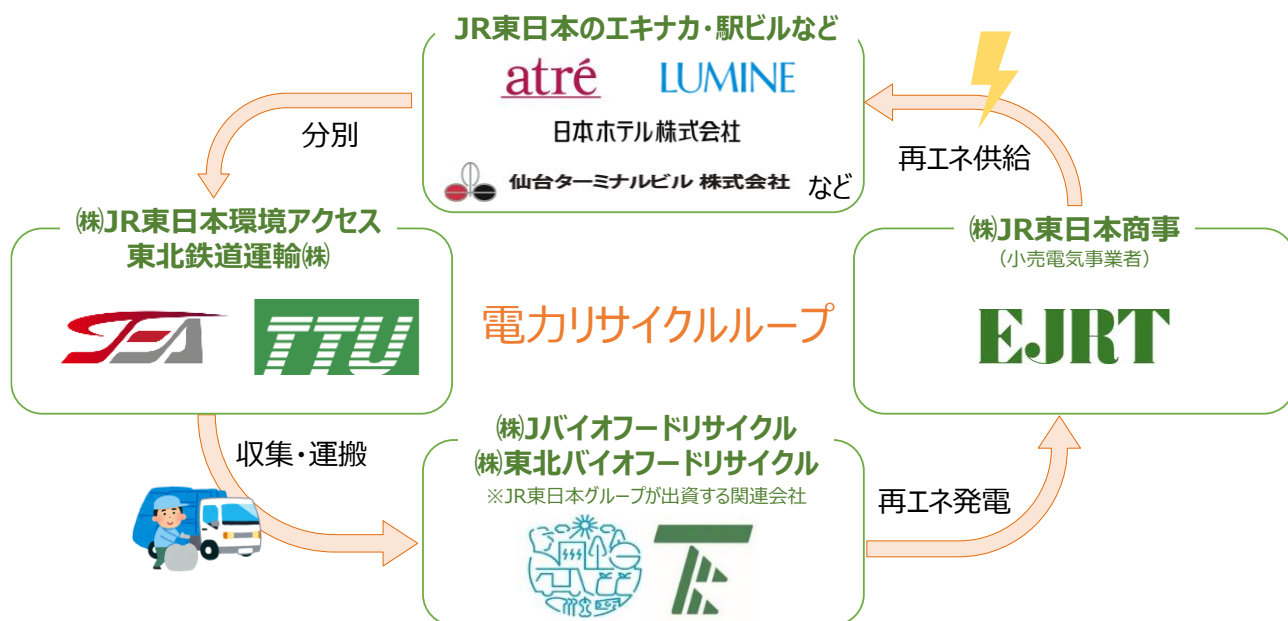 JR東日本のエキナカ・駅ビルなど
atré
LUMINE
日本ホテル株式会社
仙台ターミナルビル 株式会社 など
分別
再エネ供給
㈱JR東日本環境アクセス
東北鉄道運輸㈱
JEA
TTU
電力リサイクルループ
㈱JR東日本商事
(小売電気事業者)
EJRT
収集・運搬
㈱Jバイオフードリサイクル
㈱東北バイオフードリサイクル
※JR東日本グループが出資する関連会社
再エネ発電